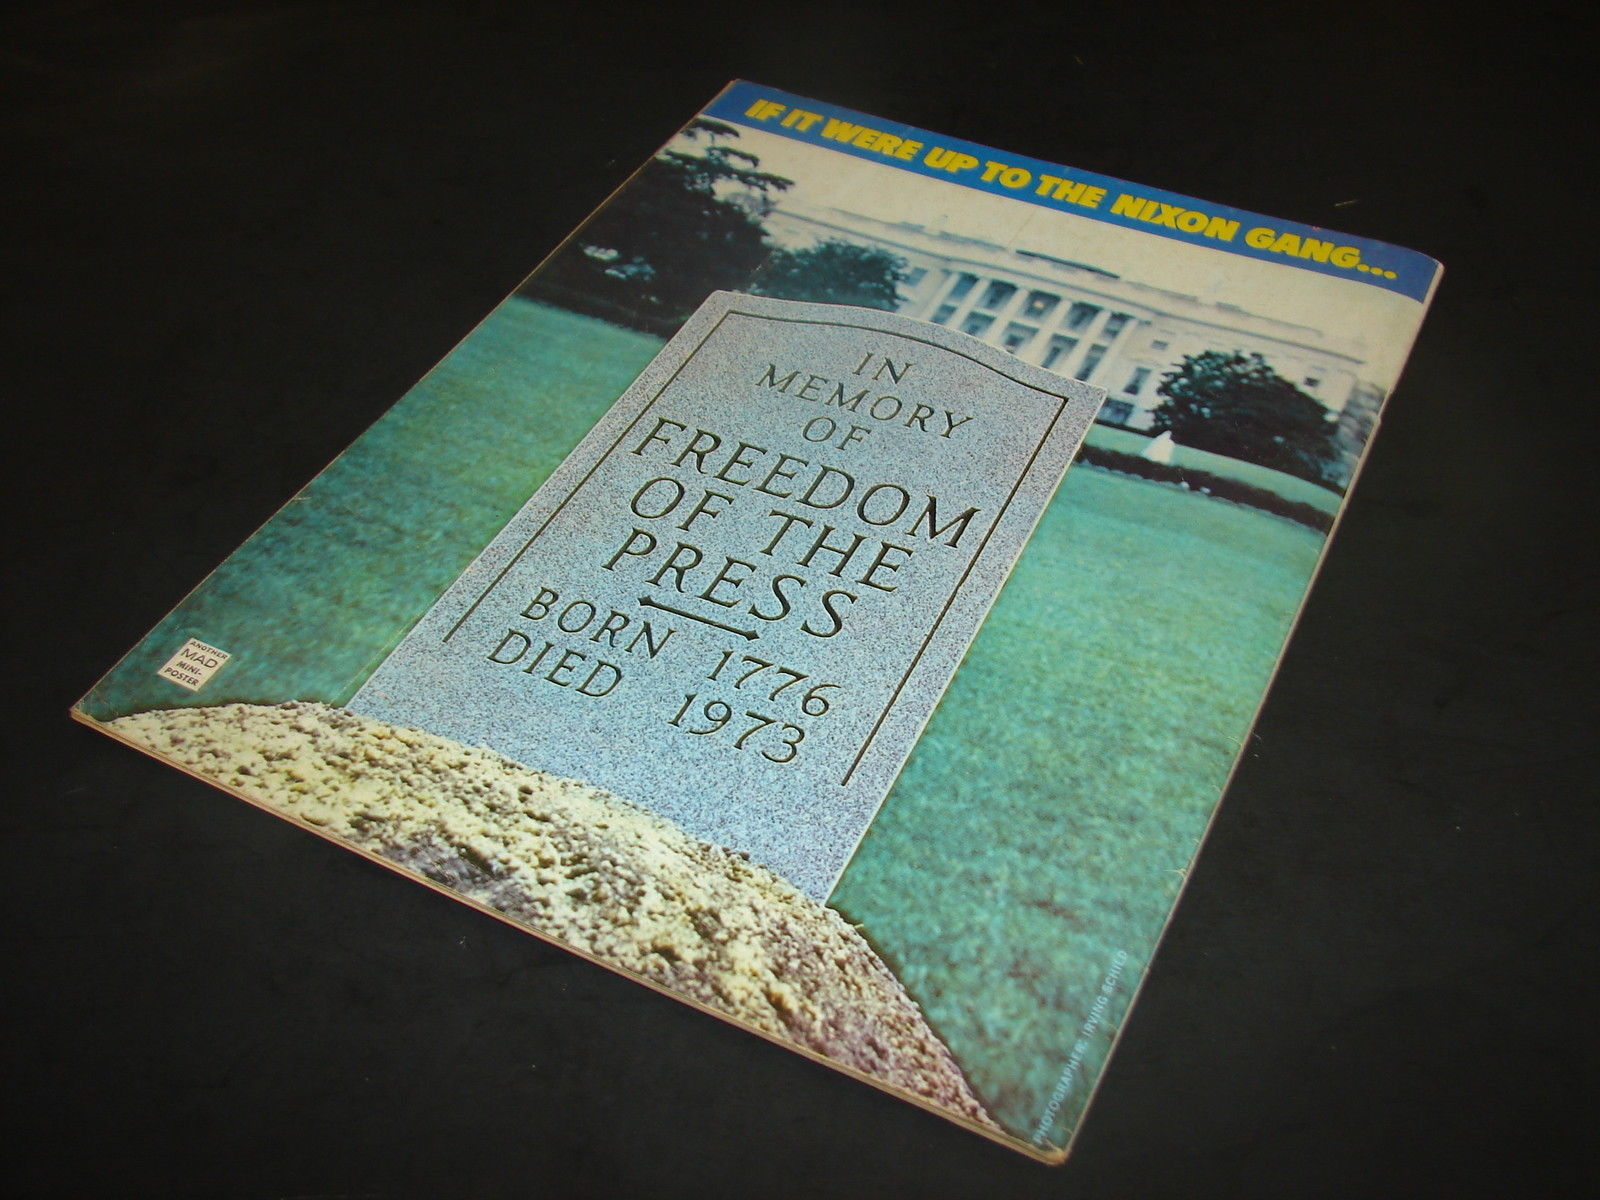 IF IT WERE UP TO THE NIXON GANG...
IN
MEMORY
OF
FREEDOM
OF THE
PRESS
BORN 1776
DIED 1973
ANOTHER
MAD
MINI-
POSTER
PHOTOGRAPHER: IRVING SCHILD